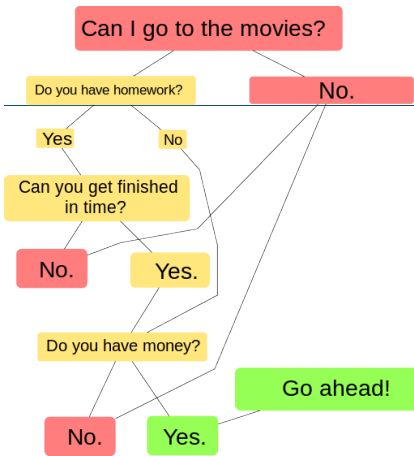 Can I go to the movies?
Do you have homework?
No.
Yes
No
Can you get finished
in time?
No.
Yes.
Do you have money?
Go ahead!
No.
Yes.